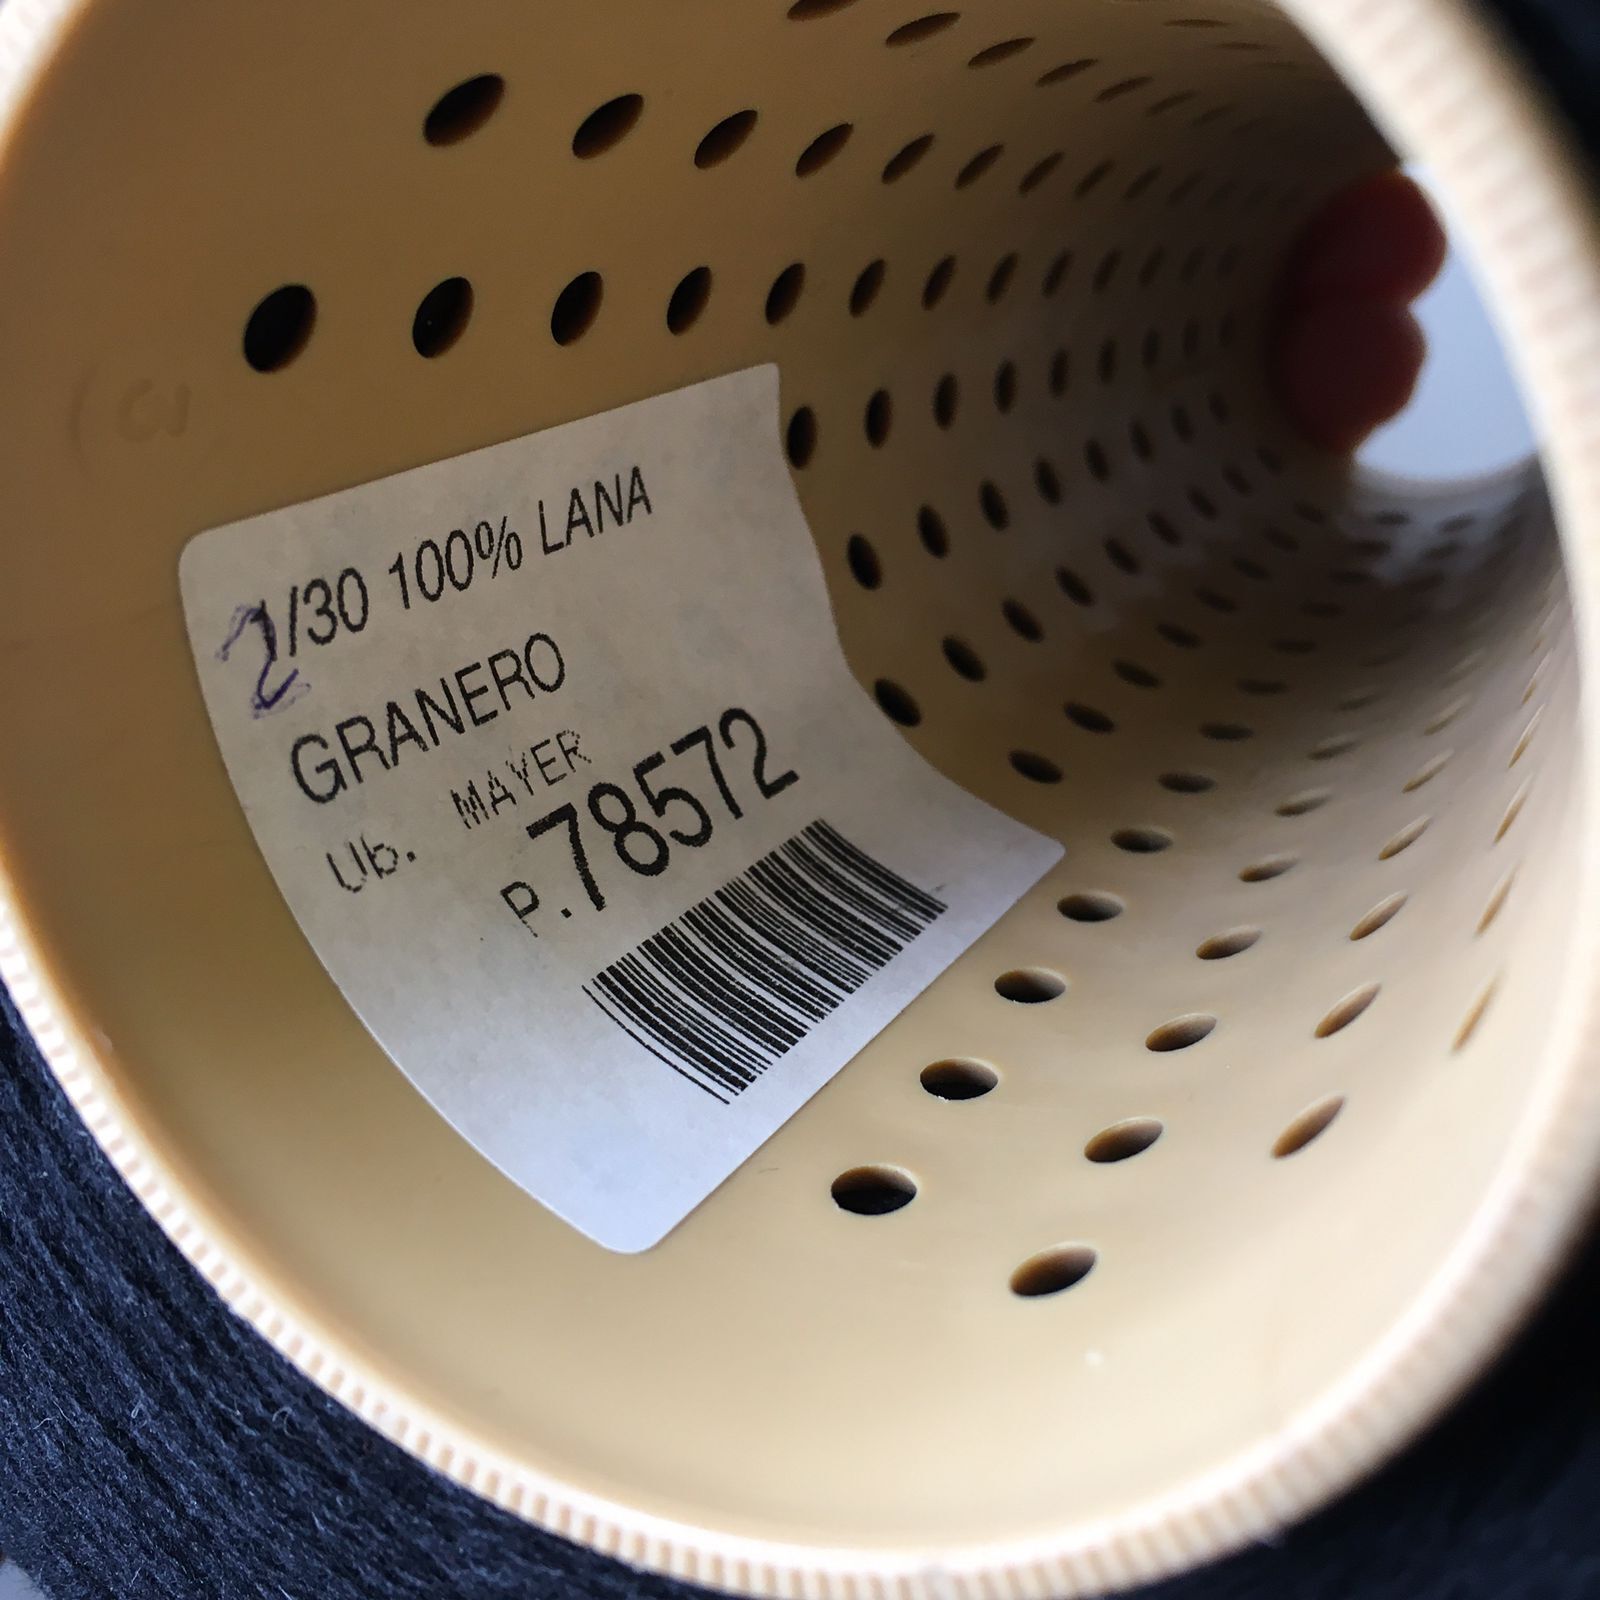 2/30 100% LANA
GRANERO
Ub. MAYER
P.78572